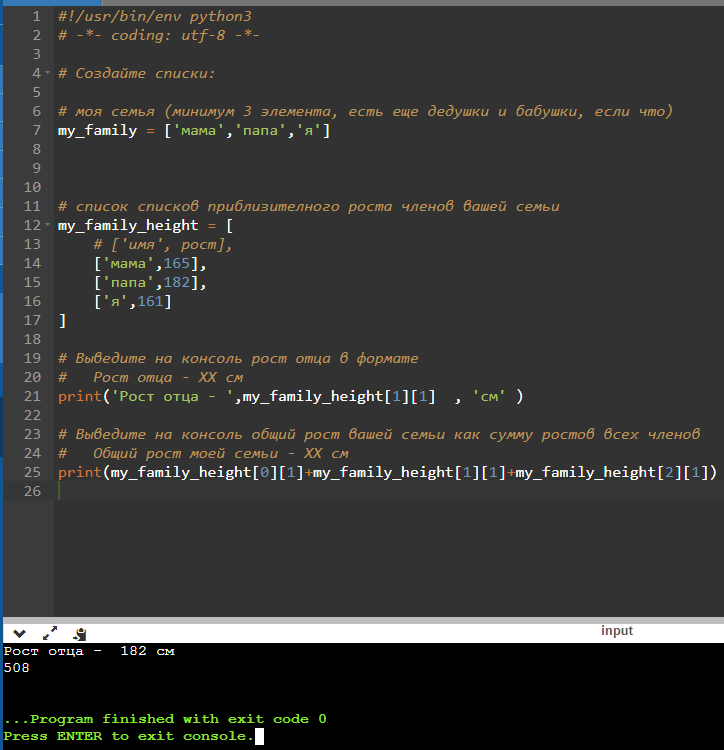 1 #!/usr/bin/env python3
2 # -*- coding: utf-8 -*-
3
4 # Создайте списки:
5
6 # моя семья (минимум 3 элемента, есть еще дедушки и бабушки, если что)
7 my_family = ['мама','папа','я']
8
9
10
11 # список списков приблизителного роста членов вашей семьи
12 my_family_height = [
13     # ['имя', рост],
14     ['мама',165],
15     ['папа',182],
16     ['я',161]
17 ]
18
19 # Выведите на консоль рост отца в формате
20 #   Рост отца - ХХ см
21 print('Рост отца - ',my_family_height[1][1]  , 'см' )
22
23 # Выведите на консоль общий рост вашей семьи как сумму ростов всех членов
24 #   Общий рост моей семьи - ХХ см
25 print(my_family_height[0][1]+my_family_height[1][1]+my_family_height[2][1])
26
input
Рост отца -  182 см
508
...Program finished with exit code 0
Press ENTER to exit console.